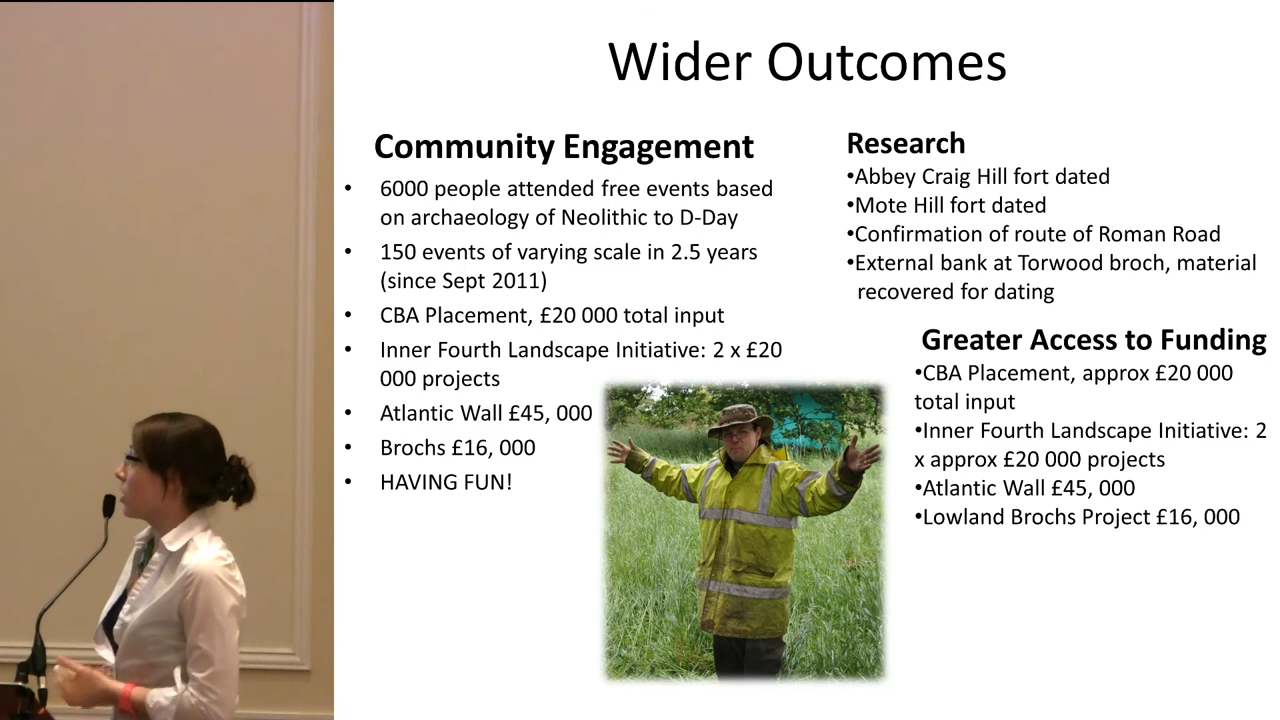 Wider Outcomes
Community Engagement
• 6000 people attended free events based
on archaeology of Neolithic to D-Day
• 150 events of varying scale in 2.5 years
(since Sept 2011)
• CBA Placement, £20 000 total input
• Inner Fourth Landscape Initiative: 2 x £20
000 projects
• Atlantic Wall £45, 000
• Brochs £16, 000
• HAVING FUN!
Research
•Abbey Craig Hill fort dated
•Mote Hill fort dated
•Confirmation of route of Roman Road
•External bank at Torwood broch, material
recovered for dating
Greater Access to Funding
•CBA Placement, approx £20 000
total input
•Inner Fourth Landscape Initiative: 2
x approx £20 000 projects
•Atlantic Wall £45, 000
•Lowland Brochs Project £16, 000